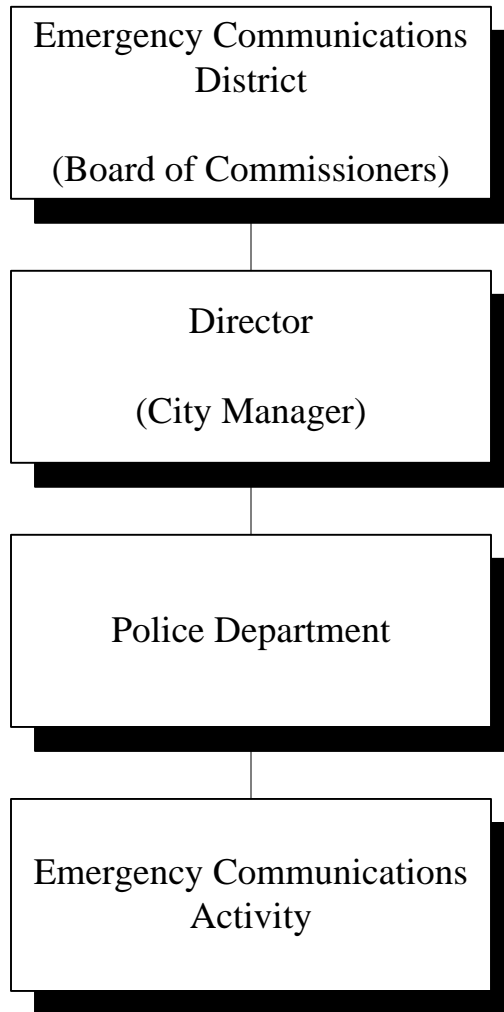 Emergency Communications
District
(Board of Commissioners)
Director
(City Manager)
Police Department
Emergency Communications
Activity